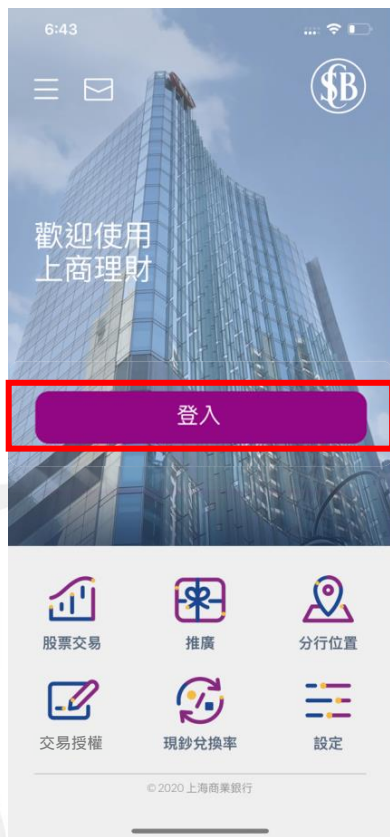 6:43
SCB
歡迎使用
上商理財
登入
股票交易
推廣
分行位置
交易授權
現鈔兌換率
設定
© 2020 上海商業銀行